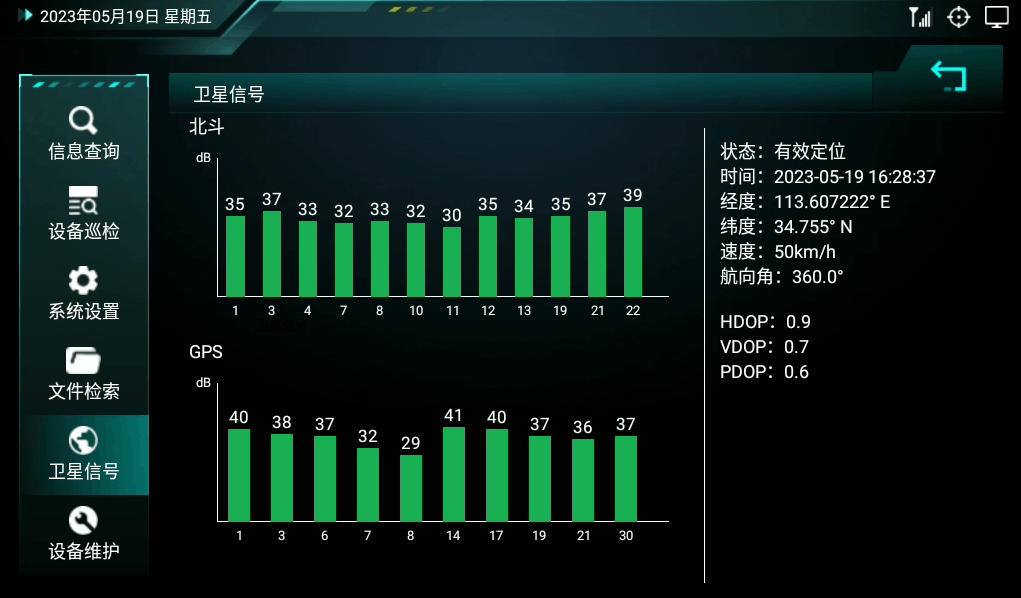 2023年05月19日 星期五
信息查询
设备巡检
系统设置
文件检索
卫星信号
设备维护
卫星信号
北斗
dB
35 37 33 32 33 32 30 35 34 35 37 39
1 3 4 7 8 10 11 12 13 19 21 22
GPS
dB
40 38 37 32 29 41 40 37 36 37
1 3 6 7 8 14 17 19 21 30
状态：有效定位
时间：2023-05-19 16:28:37
经度：113.607222° E
纬度：34.755° N
速度：50km/h
航向角：360.0°
HDOP：0.9
VDOP：0.7
PDOP：0.6